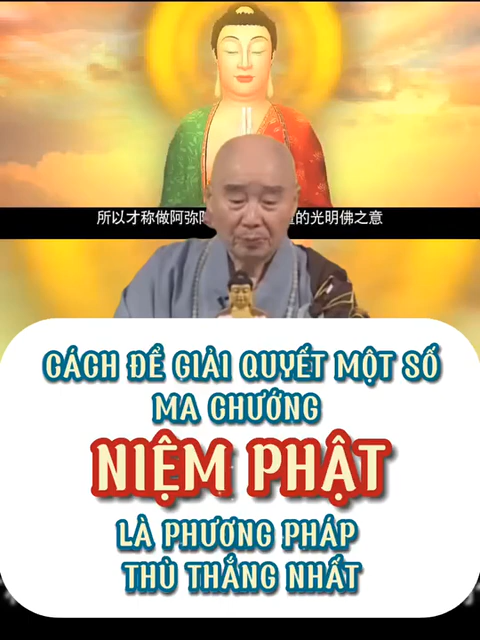 所以才称做阿弥 的光明佛之意
CÁCH ĐỂ GIẢI QUYẾT MỘT SỐ
MA CHƯỚNG
NIỆM PHẬT
LÀ PHƯƠNG PHÁP
THÙ THẮNG NHẤT